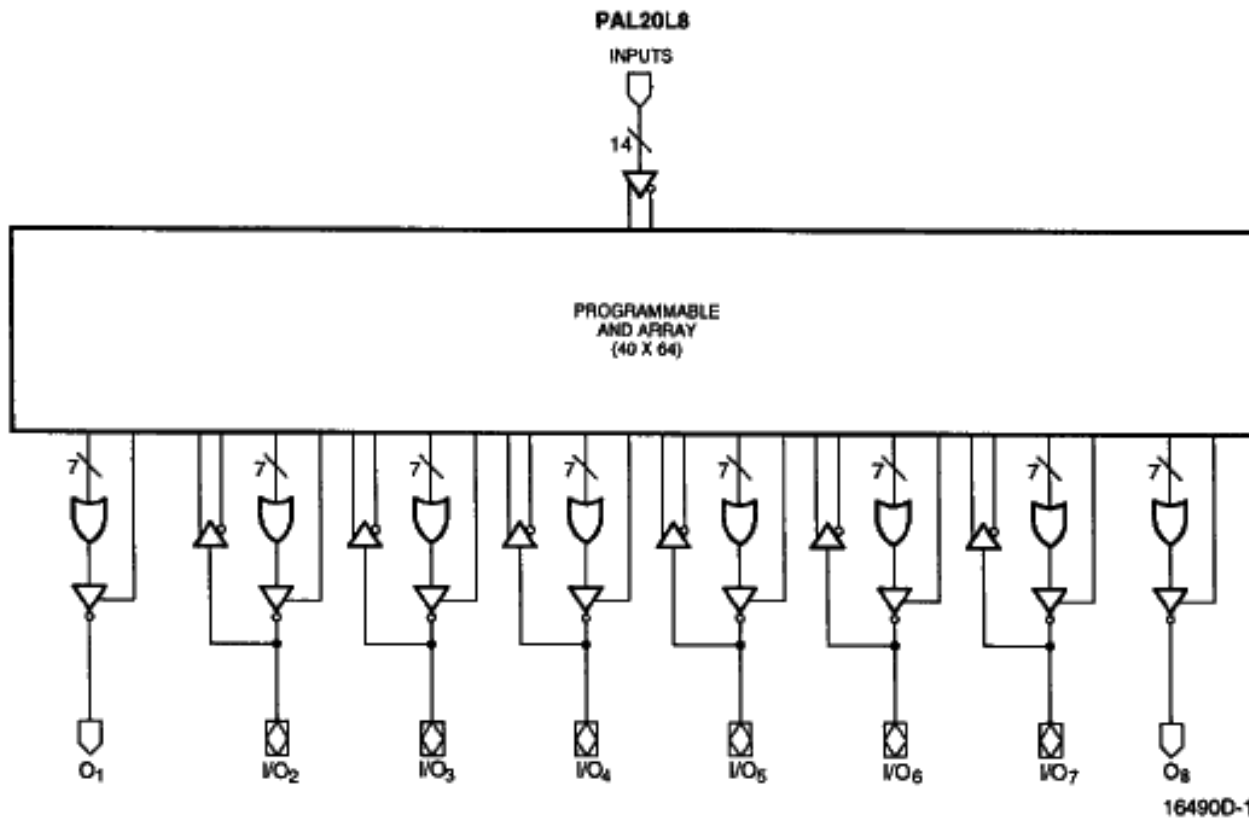 PAL20L8
INPUTS
14
PROGRAMMABLE
AND ARRAY
(40 X 64)
7 7 7 7 7 7 7 7
O1 I/O2 I/O3 I/O4 I/O5 I/O6 I/O7 O8
16490D-1